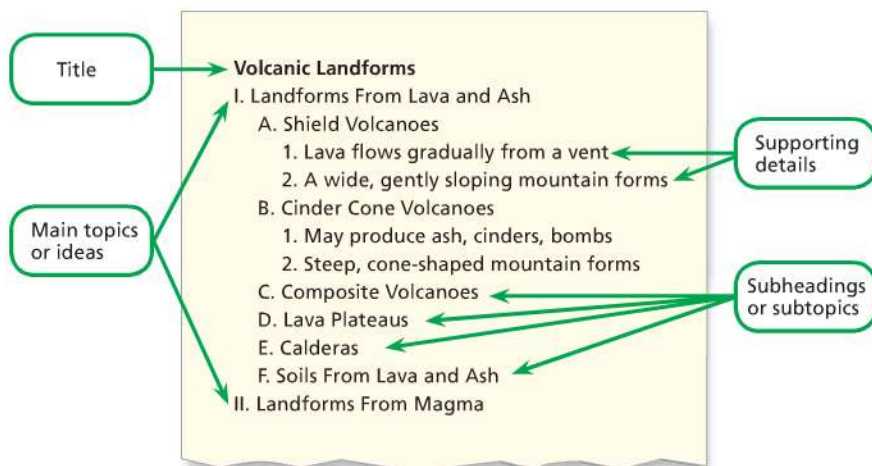 Title
Volcanic Landforms
I. Landforms From Lava and Ash
A. Shield Volcanoes
1. Lava flows gradually from a vent
2. A wide, gently sloping mountain forms
Supporting
details
B. Cinder Cone Volcanoes
Main topics
or ideas
1. May produce ash, cinders, bombs
2. Steep, cone-shaped mountain forms
C. Composite Volcanoes
D. Lava Plateaus
E. Calderas
F. Soils From Lava and Ash
Subheadings
or subtopics
II. Landforms From Magma